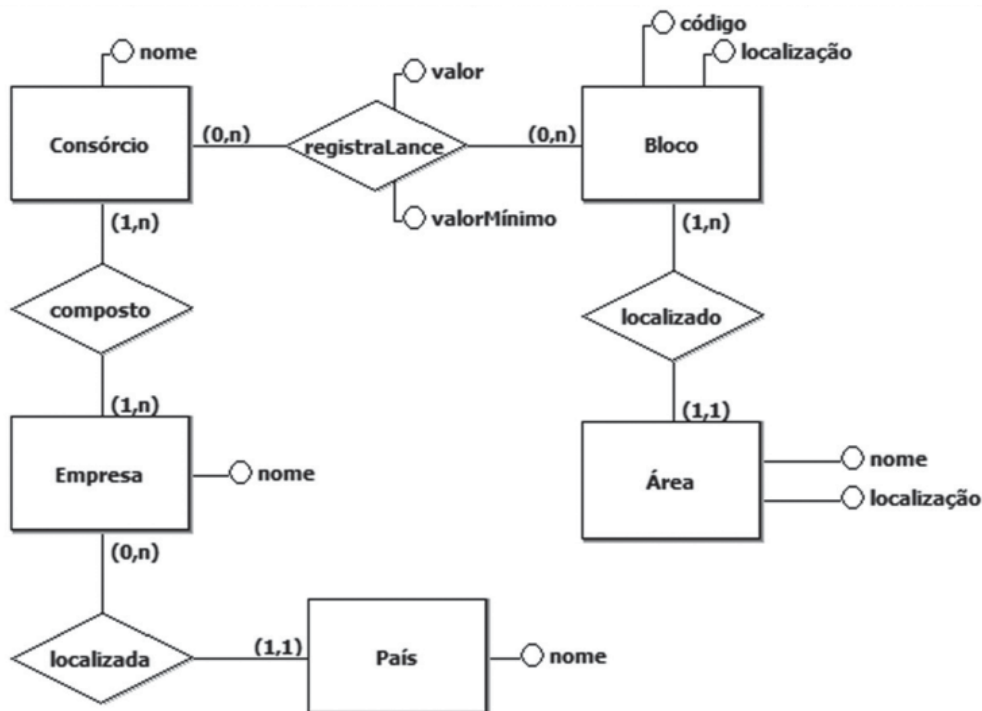 código
nome
localização
valor
Consórcio
(0,n)
registraLance
(0,n)
Bloco
(1,n)
valorMínimo
(1,n)
composto
localizado
(1,n)
(1,1)
Empresa
nome
Área
nome
localização
(0,n)
localizada
(1,1)
País
nome